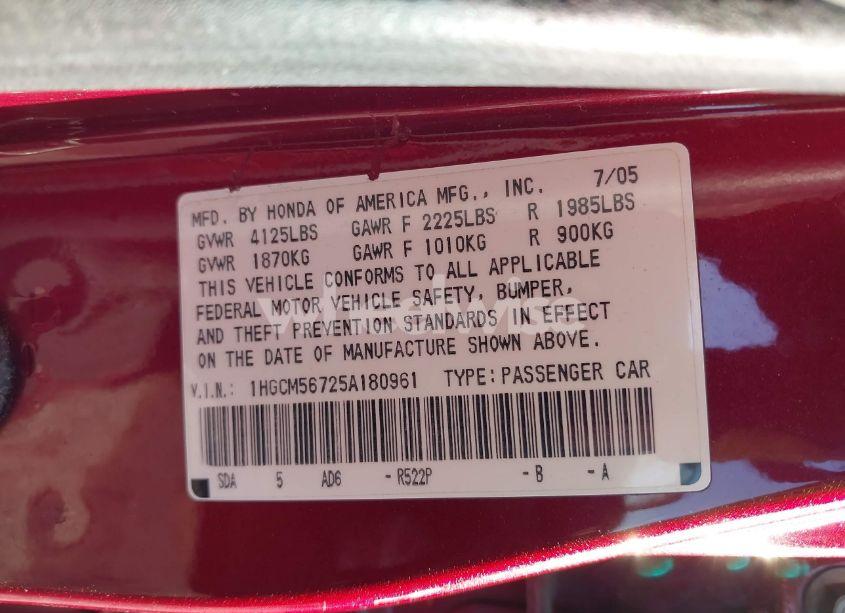 MFD. BY HONDA OF AMERICA MFG., INC. 7/05
GVWR 4125LBS GAWR F 2225LBS R 1985LBS
GVWR 1870KG GAWR F 1010KG R 900KG
THIS VEHICLE CONFORMS TO ALL APPLICABLE
FEDERAL MOTOR VEHICLE SAFETY, BUMPER,
AND THEFT PREVENTION STANDARDS IN EFFECT
ON THE DATE OF MANUFACTURE SHOWN ABOVE.
V.I.N.: 1HGCM56725A180961 TYPE:PASSENGER CAR
SDA 5 AD6 -R522P -B -A